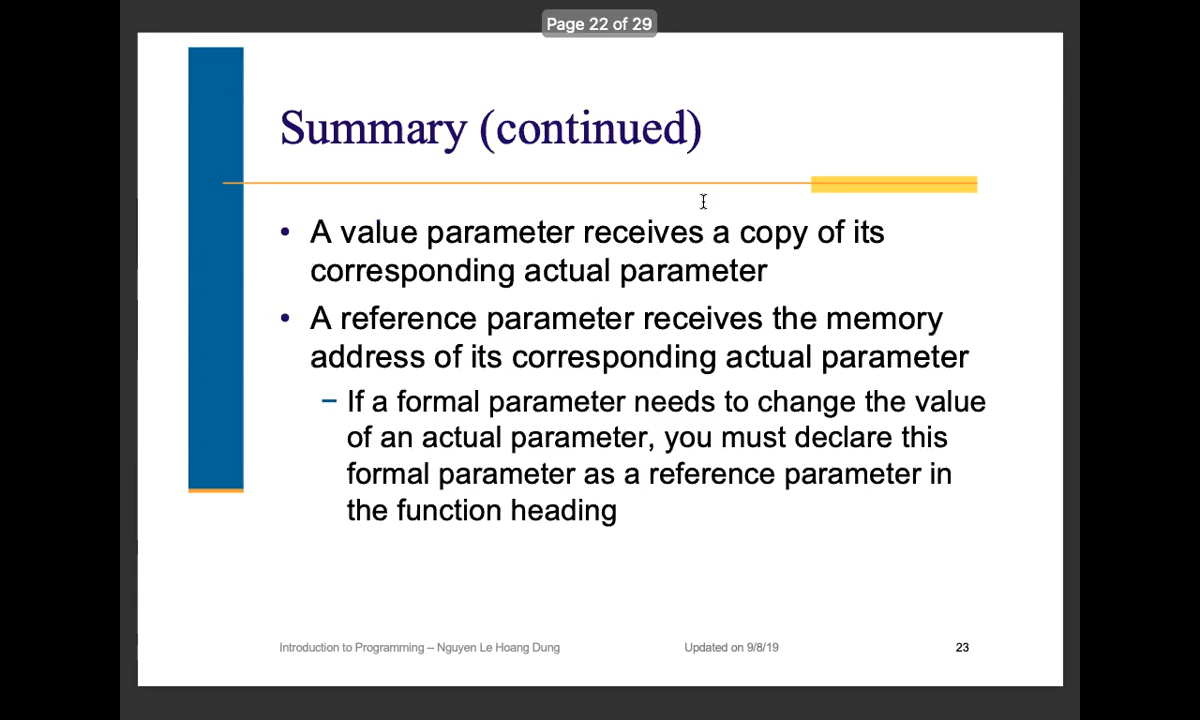 Page 22 of 29
Summary (continued)
• A value parameter receives a copy of its
corresponding actual parameter
• A reference parameter receives the memory
address of its corresponding actual parameter
– If a formal parameter needs to change the value
of an actual parameter, you must declare this
formal parameter as a reference parameter in
the function heading
Introduction to Programming – Nguyen Le Hoang Dung
Updated on 9/8/19
23